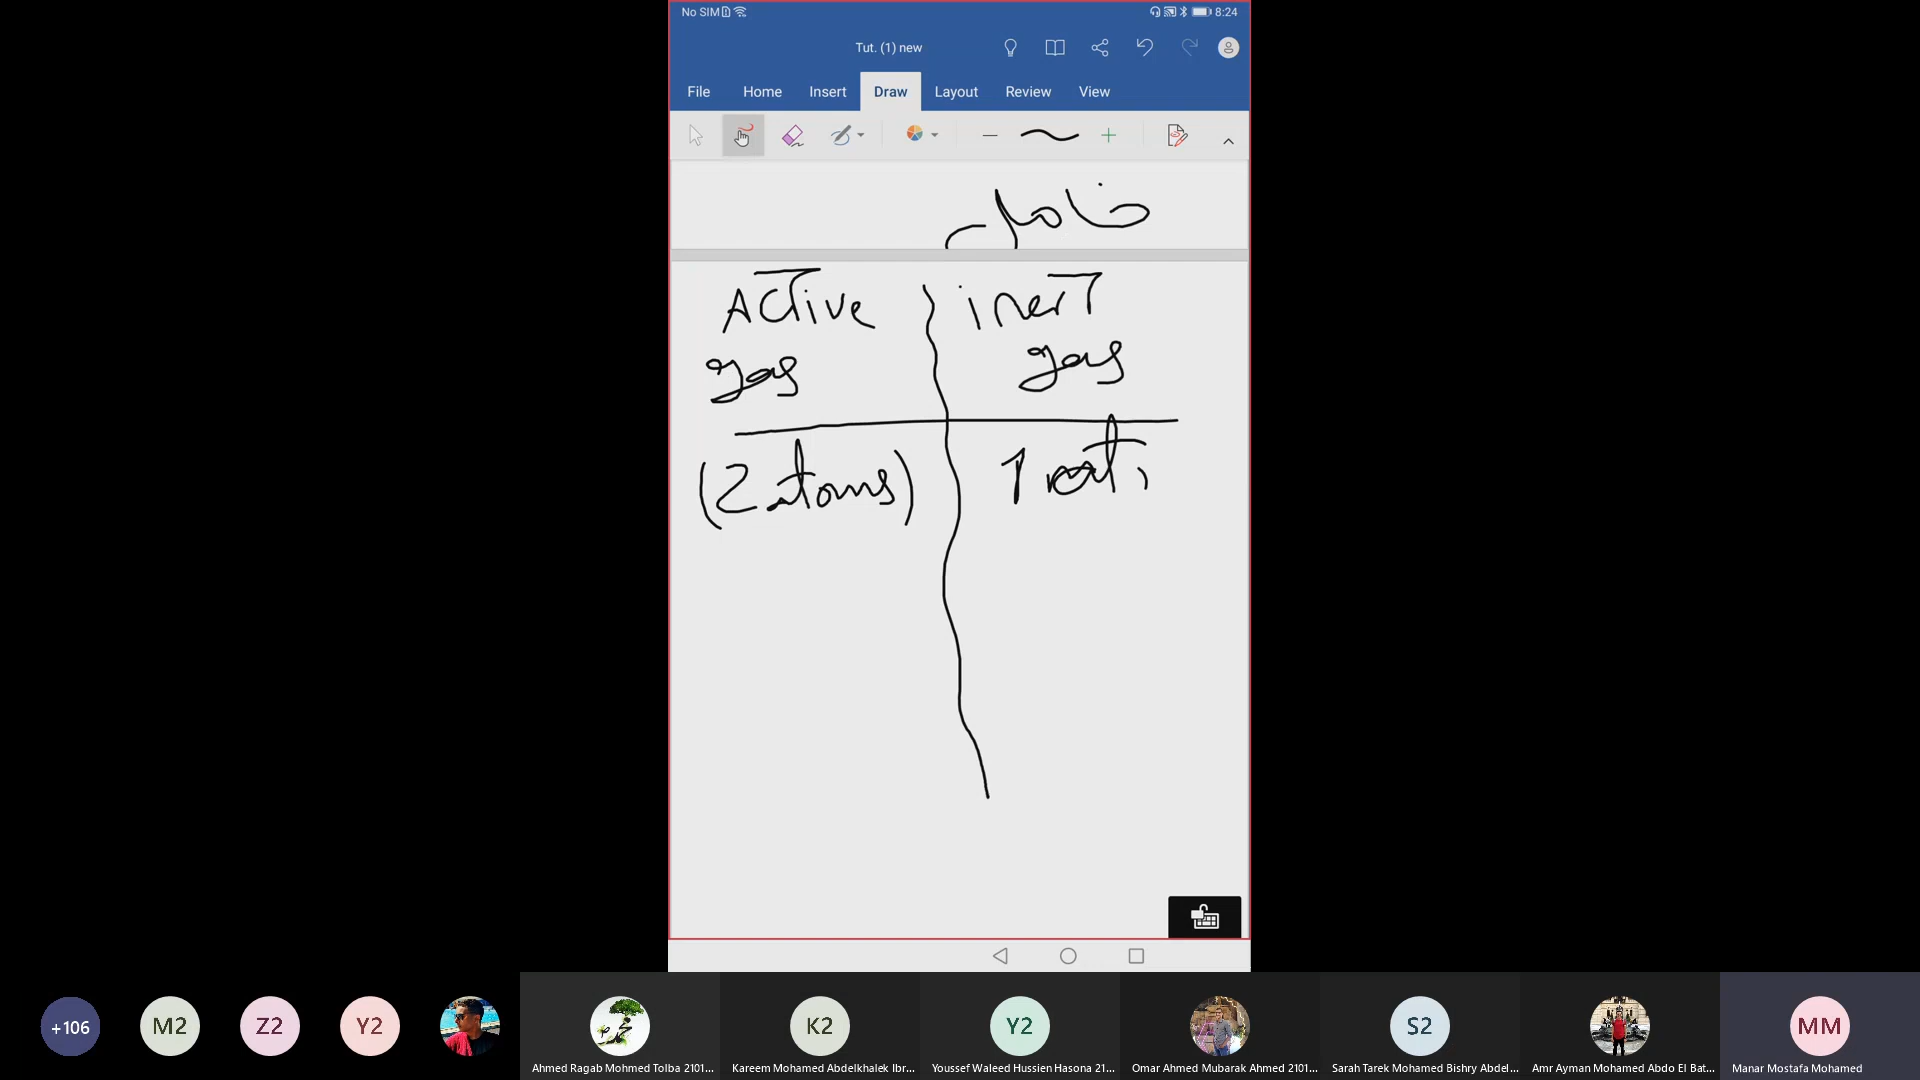 No SIM 8:24
Tut. (1) new
File Home Insert Draw Layout Review View
خامل
Active inert
gas gas
(2 atoms) 1
+106 M2 Z2 Y2 K2 Y2 S2 MM
Ahmed Ragab Mohmed Tolba 2101... Kareem Mohamed Abdelkhalek Ibr... Youssef Waleed Hussien Hasona 21... Omar Ahmed Mubarak Ahmed 2101... Sarah Tarek Mohamed Bishry Abdel... Amr Ayman Mohamed Abdo El Bat... Manar Mostafa Mohamed